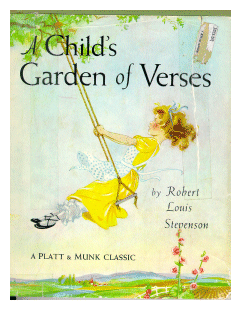 A Child's
Garden of Verses
by Robert
Louis
Stevenson
A PLATT & MUNK CLASSIC